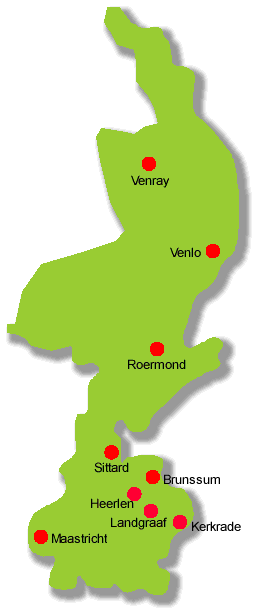 Venray
Venlo
Roermond
Sittard
Brunssum
Heerlen
Landgraaf
Kerkrade
Maastricht